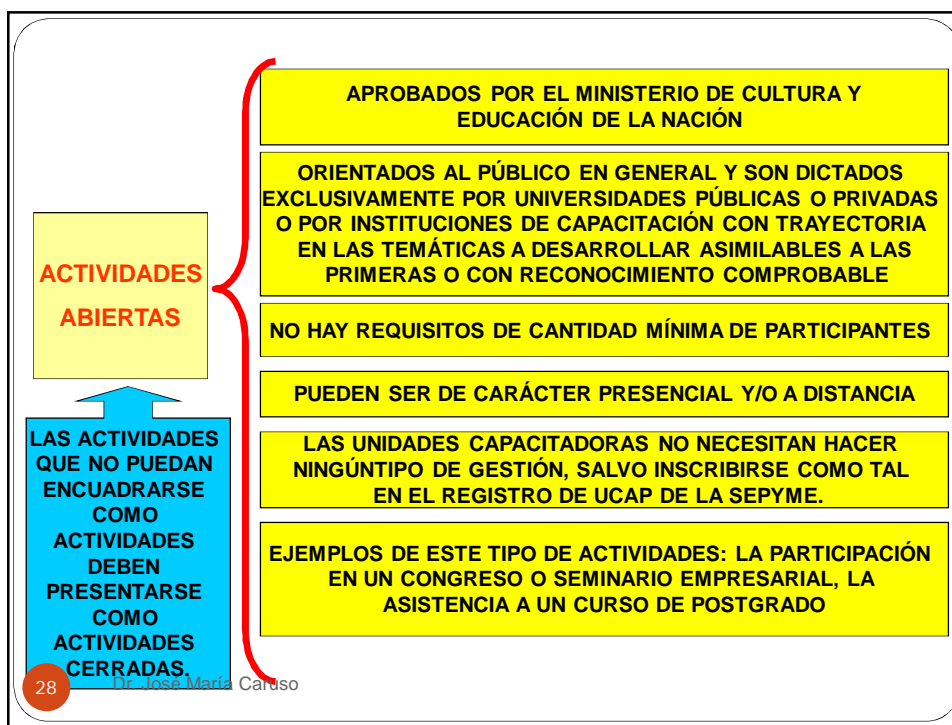 ACTIVIDADES
ABIERTAS
LAS ACTIVIDADES
QUE NO PUEDAN
ENCUADRARSE
COMO
ACTIVIDADES
DEBEN
PRESENTARSE
COMO
ACTIVIDADES
CERRADAS.
APROBADOS POR EL MINISTERIO DE CULTURA Y
EDUCACIÓN DE LA NACIÓN
ORIENTADOS AL PÚBLICO EN GENERAL Y SON DICTADOS
EXCLUSIVAMENTE POR UNIVERSIDADES PÚBLICAS O PRIVADAS
O POR INSTITUCIONES DE CAPACITACIÓN CON TRAYECTORIA
EN LAS TEMÁTICAS A DESARROLLAR ASIMILABLES A LAS
PRIMERAS O CON RECONOCIMIENTO COMPROBABLE
NO HAY REQUISITOS DE CANTIDAD MÍNIMA DE PARTICIPANTES
PUEDEN SER DE CARÁCTER PRESENCIAL Y/O A DISTANCIA
LAS UNIDADES CAPACITADORAS NO NECESITAN HACER
NINGÚNTIPO DE GESTIÓN, SALVO INSCRIBIRSE COMO TAL
EN EL REGISTRO DE UCAP DE LA SEPYME.
EJEMPLOS DE ESTE TIPO DE ACTIVIDADES: LA PARTICIPACIÓN
EN UN CONGRESO O SEMINARIO EMPRESARIAL, LA
ASISTENCIA A UN CURSO DE POSTGRADO
28 Dr. José María Caruso